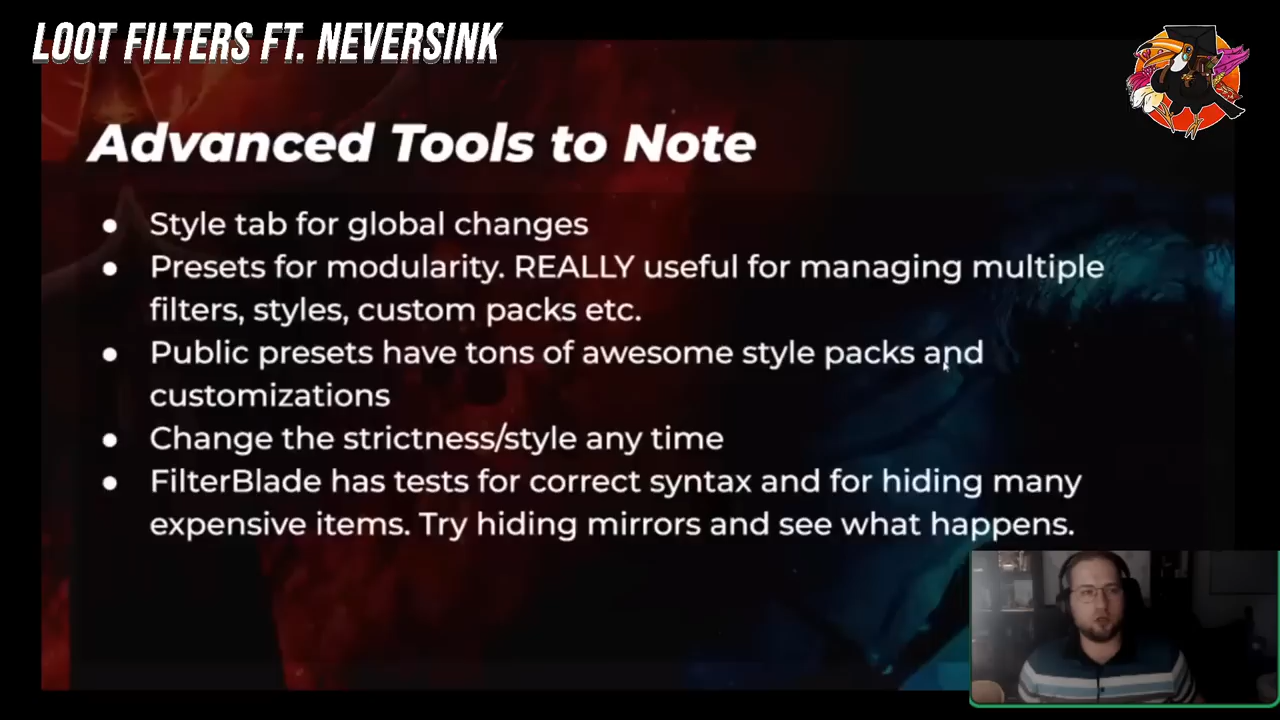 LOOT FILTERS FT. NEVERSINK
Advanced Tools to Note
● Style tab for global changes
● Presets for modularity. REALLY useful for managing multiple
filters, styles, custom packs etc.
● Public presets have tons of awesome style packs and
customizations
● Change the strictness/style any time
● FilterBlade has tests for correct syntax and for hiding many
expensive items. Try hiding mirrors and see what happens.